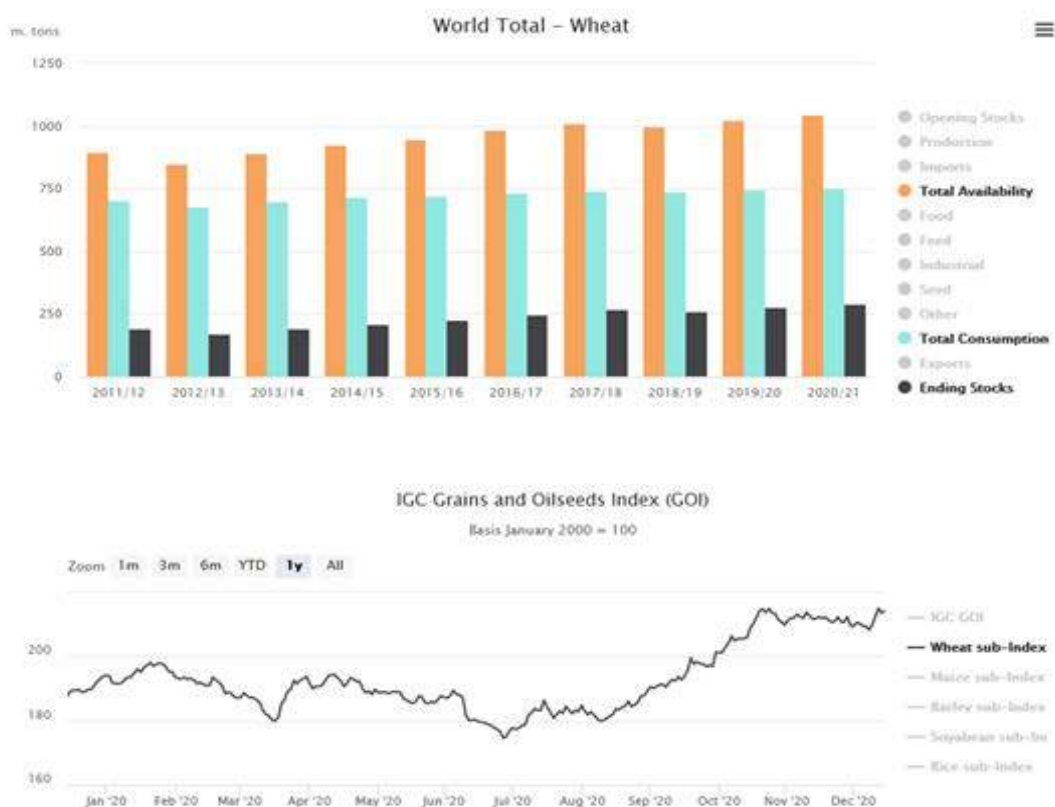 World Total - Wheat
m. tons
1250
1000
750
500
250
0
2011/12 2012/13 2013/14 2014/15 2015/16 2016/17 2017/18 2018/19 2019/20 2020/21
Opening Stocks
Production
Imports
Total Availability
Food
Feed
Industrial
Seed
Other
Total Consumption
Exports
Ending Stocks
IGC Grains and Oilseeds Index (GOI)
Basis January 2000 = 100
Zoom 1m 3m 6m YTD 1y All
200
180
160
Jan '20 Feb '20 Mar '20 Apr '20 May '20 Jun '20 Jul '20 Aug '20 Sep '20 Oct '20 Nov '20 Dec '20
IGC GOI
Wheat sub-Index
Maize sub-Index
Barley sub-Index
Soyabean sub-In
Rice sub-Index